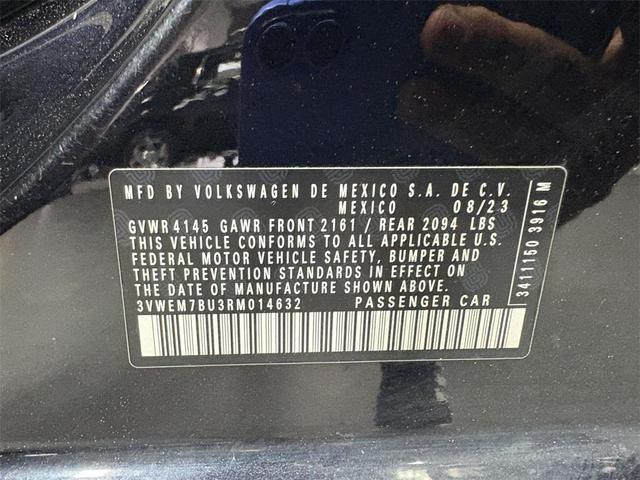 MFD BY VOLKSWAGEN DE MEXICO S.A. DE C.V.
MEXICO 08/23
GVWR 4145 GAWR FRONT 2161 / REAR 2094 LBS
THIS VEHICLE CONFORMS TO ALL APPLICABLE U.S.
FEDERAL MOTOR VEHICLE SAFETY, BUMPER AND
THEFT PREVENTION STANDARDS IN EFFECT ON
THE DATE OF MANUFACTURE SHOWN ABOVE.
3VWEM7BU3RM014632 PASSENGER CAR
3411150 3916 M